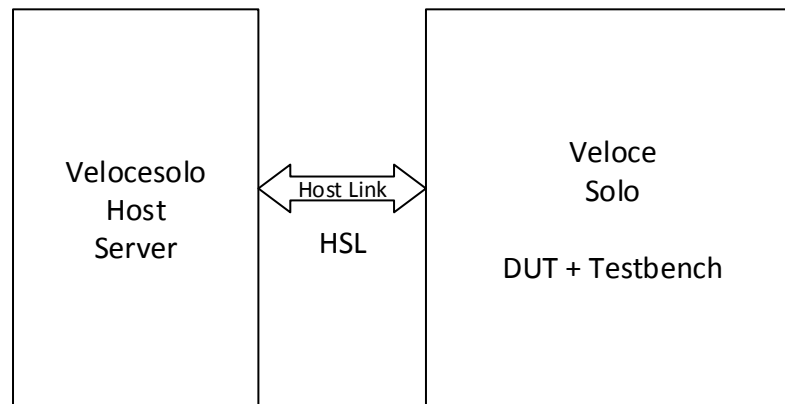 Velocesolo
Host
Server
Host Link
HSL
Veloce
Solo
DUT + Testbench